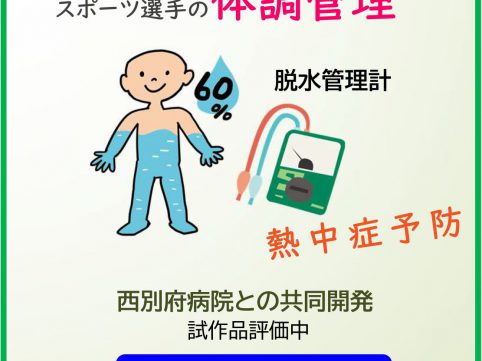 スポーツ選手の体調管理
60
%
脱水管理計
熱中症予防
西別府病院との共同開発
試作品評価中